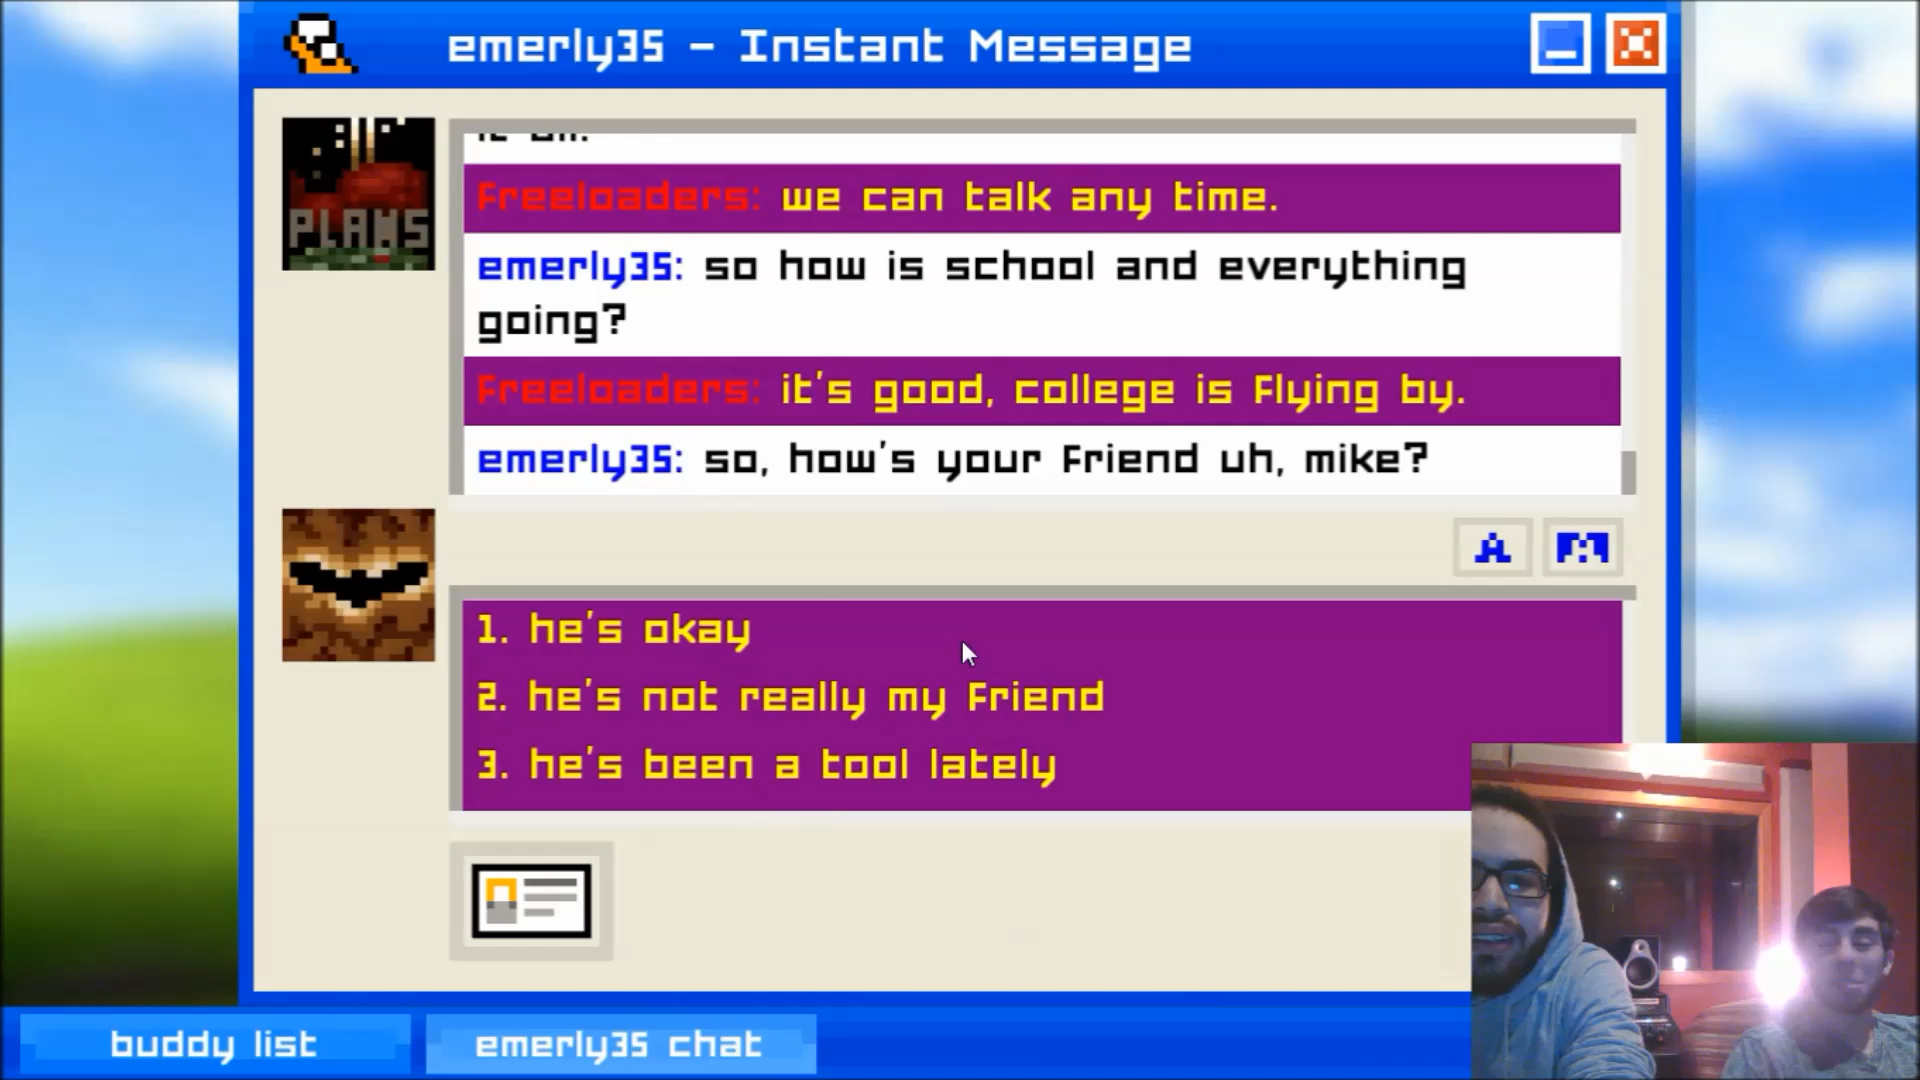 emerly35 - Instant Message
PLANS
Freeloaders: we can talk any time.
emerly35: so how is school and everything
going?
Freeloaders: it's good, college is flying by.
emerly35: so, how's your friend uh, mike?
A
1. he's okay
2. he's not really my friend
3. he's been a tool lately
buddy list
emerly35 chat